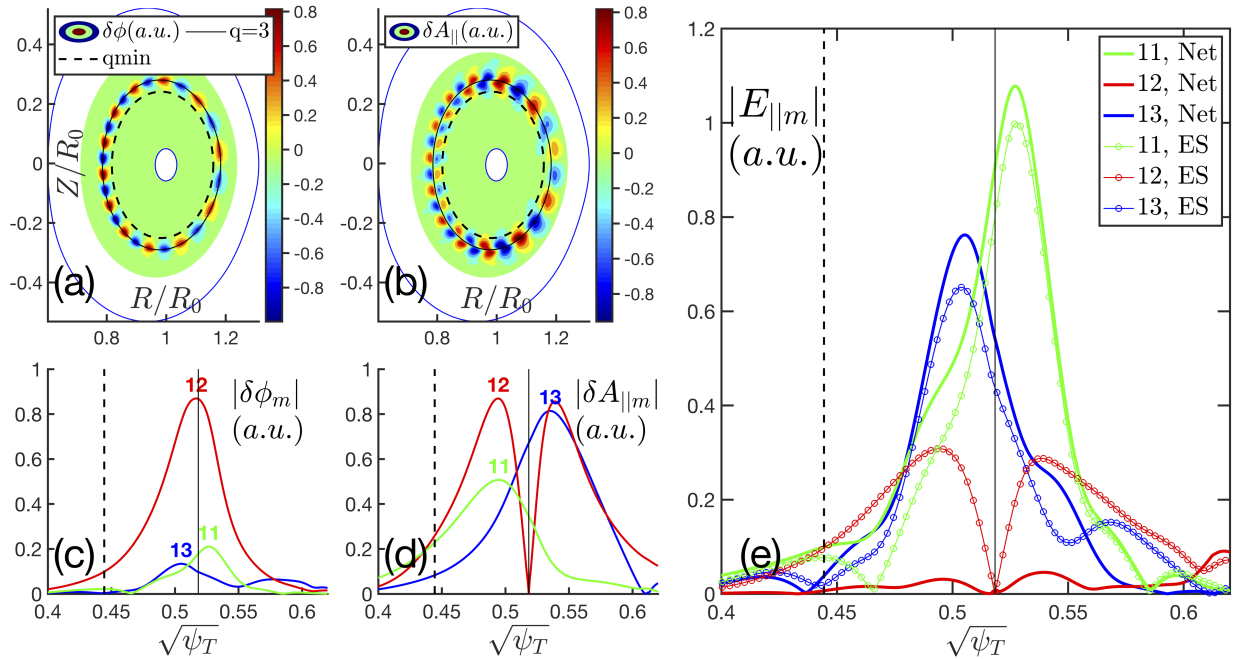 δϕ(a.u.) q=3
qmin
0.4
0.2
0
-0.2
-0.4
Z/R₀
0.8
0.6
0.4
0.2
0
-0.2
-0.4
-0.6
-0.8
(a)
R/R₀
0.8
1
1.2
δA||(a.u.)
0.4
0.2
0
-0.2
-0.4
0.8
0.6
0.4
0.2
0
-0.2
-0.4
-0.6
-0.8
(b)
R/R₀
0.8
1
1.2
1
0.8
0.6
0.4
0.2
0
12
13
11
|δϕₘ|
(a.u.)
(c)
0.4
0.45
0.5
0.55
0.6
√ψ_T
1
0.8
0.6
0.4
0.2
0
12
13
11
|δA||ₘ|
(a.u.)
(d)
0.4
0.45
0.5
0.55
0.6
√ψ_T
1.2
1
0.8
0.6
0.4
0.2
0
|E||ₘ|
(a.u.)
11, Net
12, Net
13, Net
11, ES
12, ES
13, ES
(e)
0.4
0.45
0.5
0.55
0.6
√ψ_T